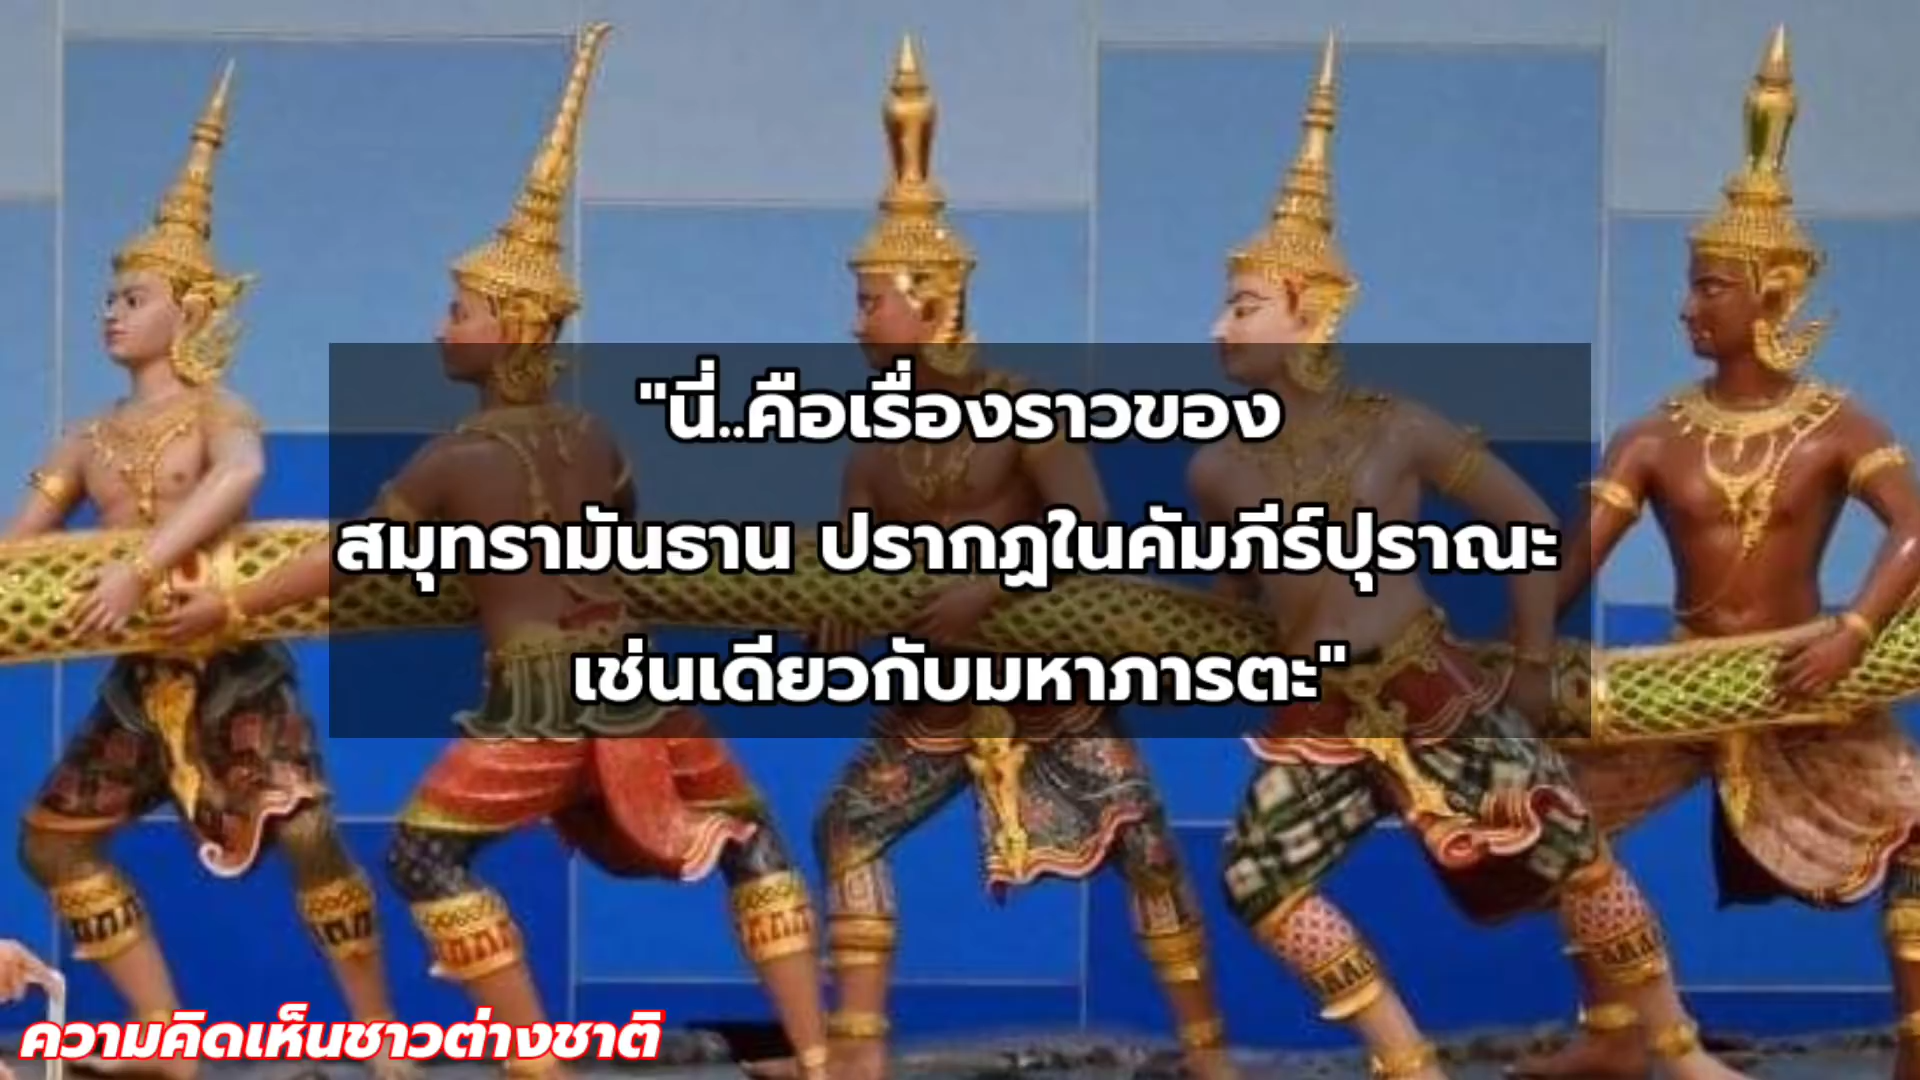 "นี่..คือเรื่องราวของ
สมุทรามันธาน ปรากฏในคัมภีร์ปุราณะ
เช่นเดียวกับมหาภารตะ"
ความคิดเห็นชาวต่างชาติ